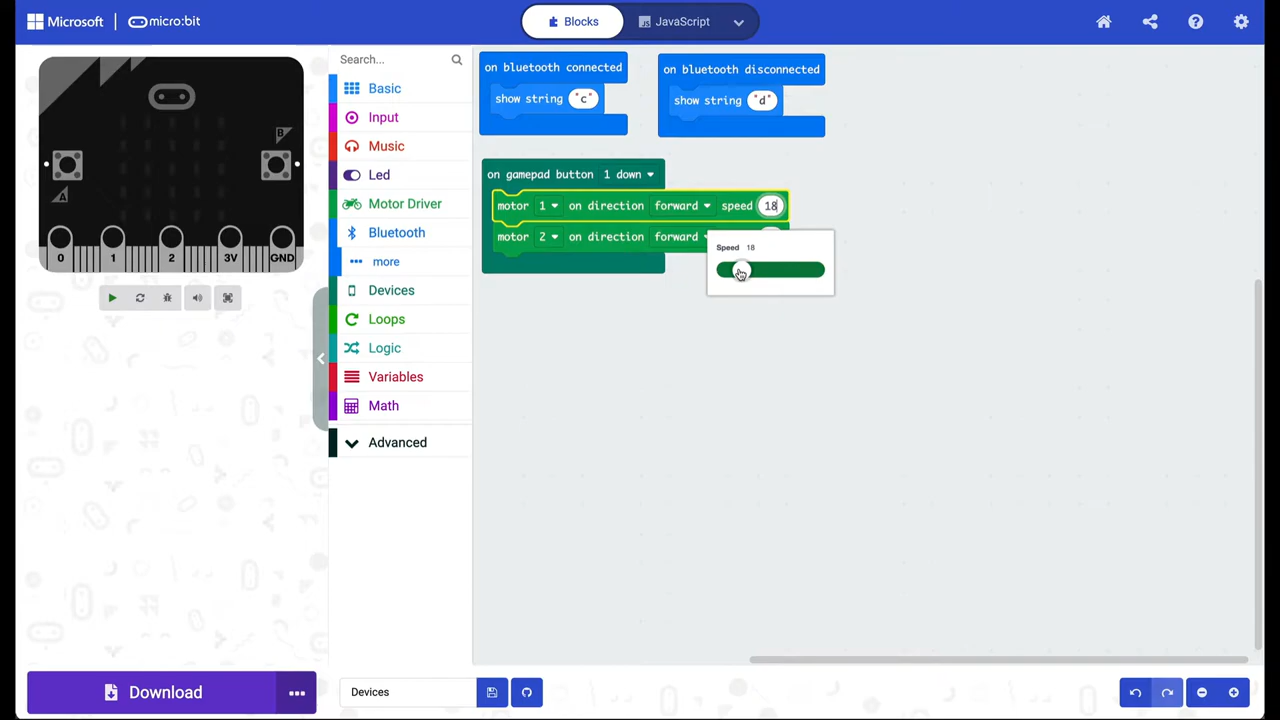 Microsoft micro:bit Blocks JavaScript
Search...
Basic
Input
Music
Led
Motor Driver
Bluetooth
more
Devices
Loops
Logic
Variables
Math
Advanced
B
A
0 1 2 3V GND
on bluetooth connected
show string "c"
on bluetooth disconnected
show string "d"
on gamepad button 1 down
motor 1 on direction forward speed 18
motor 2 on direction forward
Speed 18
Download
Devices